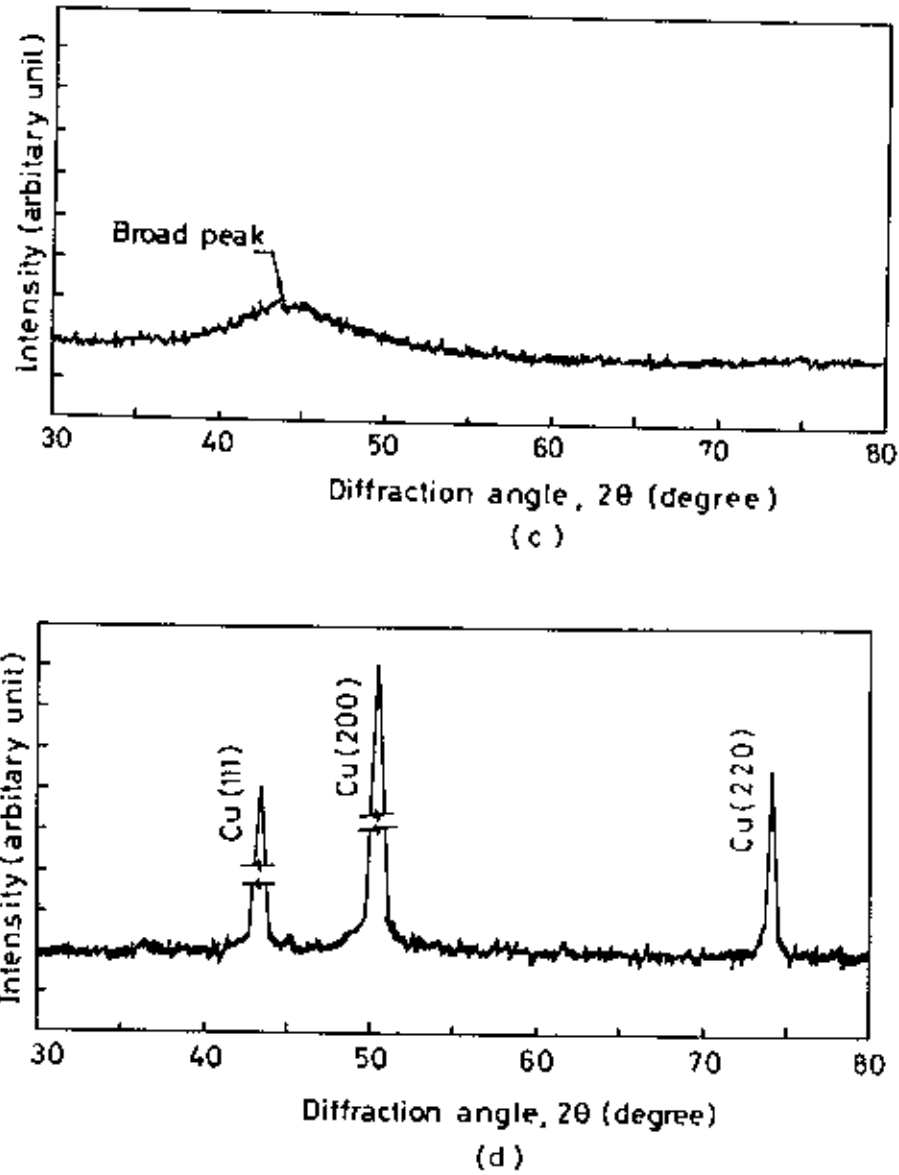 Intensity (arbitary unit)
Broad peak
30 40 50 60 70 80
Diffraction angle, 2θ (degree)
(c)
Intensity (arbitary unit)
Cu (111)
Cu (200)
Cu (220)
30 40 50 60 70 80
Diffraction angle, 2θ (degree)
(d)